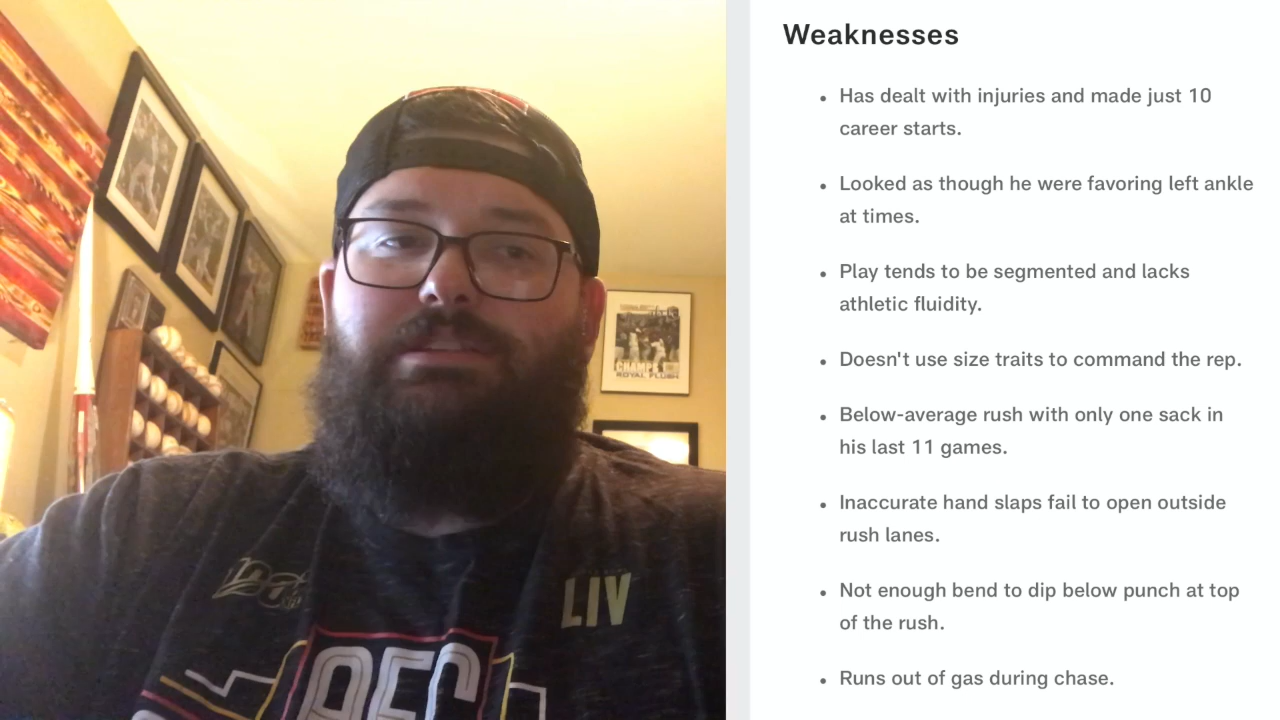 Weaknesses
Has dealt with injuries and made just 10
career starts.
Looked as though he were favoring left ankle
at times.
Play tends to be segmented and lacks
athletic fluidity.
Doesn't use size traits to command the rep.
Below-average rush with only one sack in
his last 11 games.
Inaccurate hand slaps fail to open outside
rush lanes.
Not enough bend to dip below punch at top
of the rush.
Runs out of gas during chase.
CHAMPS
ROYAL FLUSH
LIV
AFC